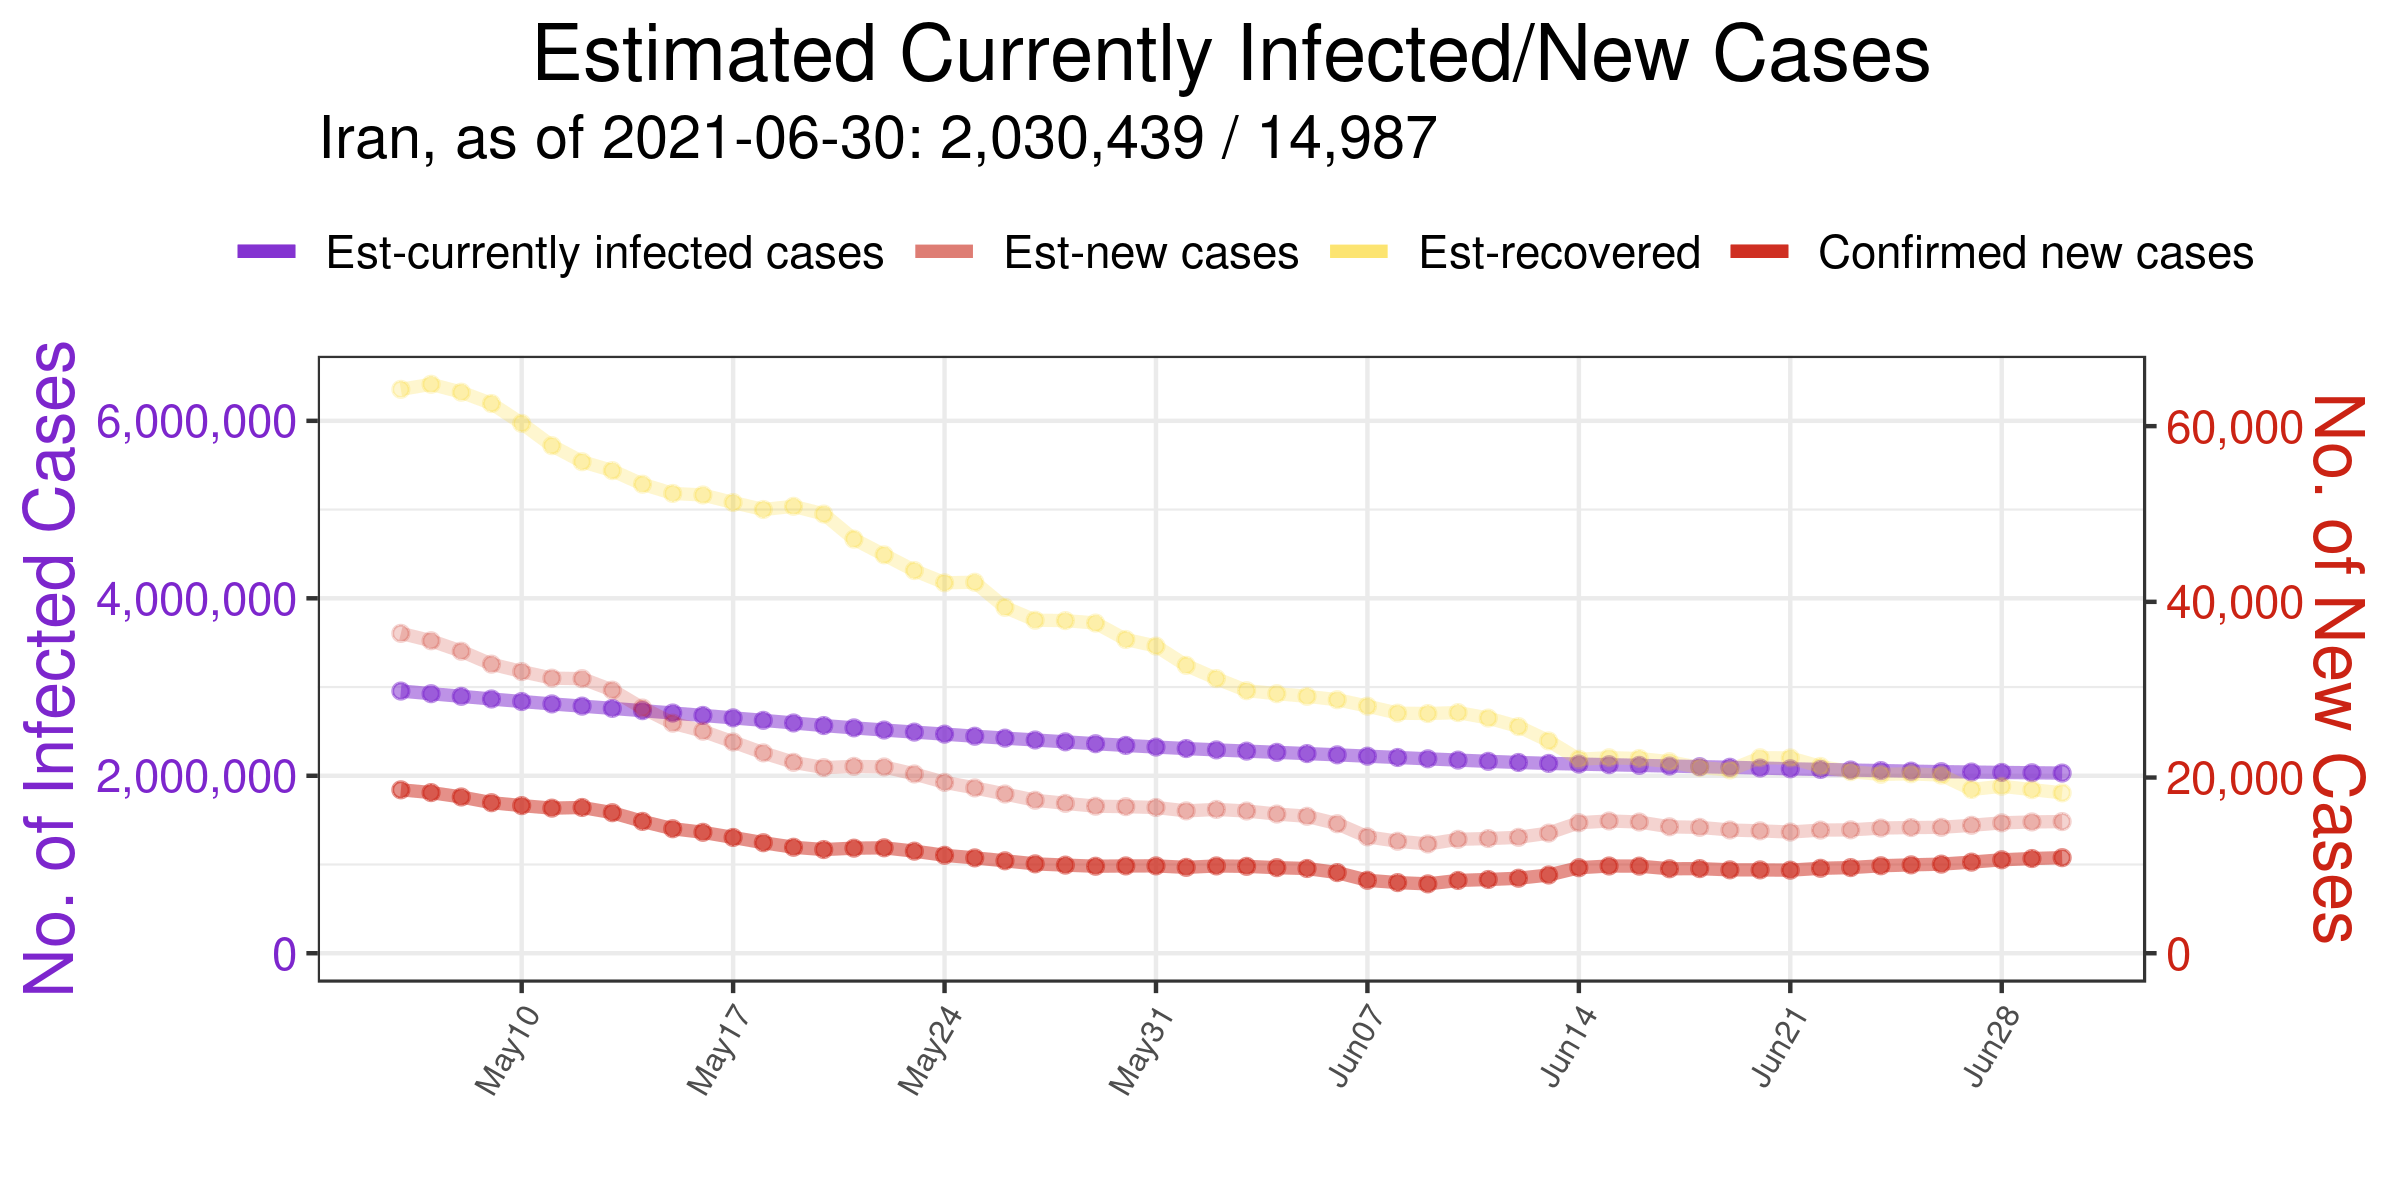 Estimated Currently Infected/New Cases
Iran, as of 2021-06-30: 2,030,439 / 14,987
Est-currently infected cases Est-new cases Est-recovered Confirmed new cases
No. of Infected Cases
6,000,000
4,000,000
2,000,000
0
60,000
40,000
20,000
0
No. of New Cases
May10 May17 May24 May31 Jun07 Jun14 Jun21 Jun28